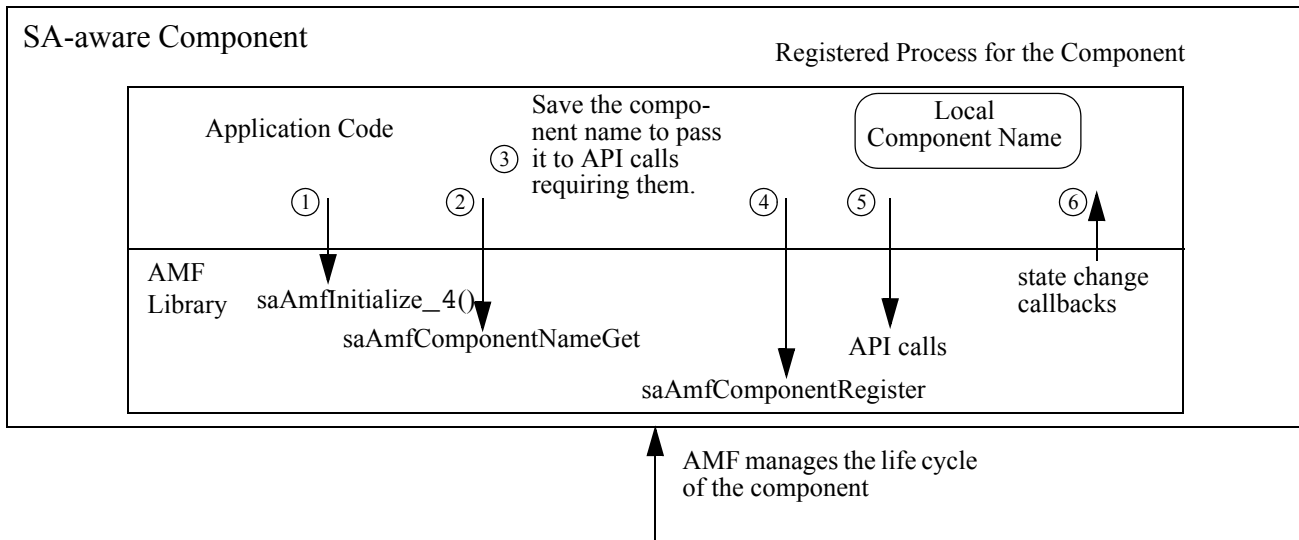 SA-aware Component
Registered Process for the Component
Application Code
Save the compo-
nent name to pass
it to API calls
requiring them.
Local
Component Name
1
2
3
4
5
6
AMF
Library
saAmfInitialize_4()
saAmfComponentNameGet
saAmfComponentRegister
API calls
state change
callbacks
AMF manages the life cycle
of the component